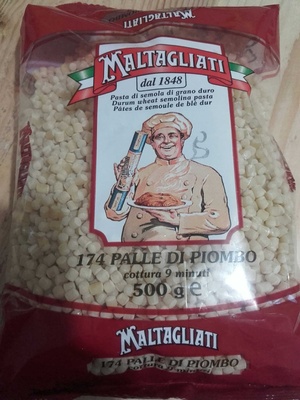 MALTAGLIATI
dal 1848
Pasta di semola di grano duro
Durum wheat semolina pasta
Pâtes de semoule de blé dur
174 PALLE DI PIOMBO
cottura 9 minuti
500 g e
MALTAGLIATI
174 PALLE DI PIOMBO